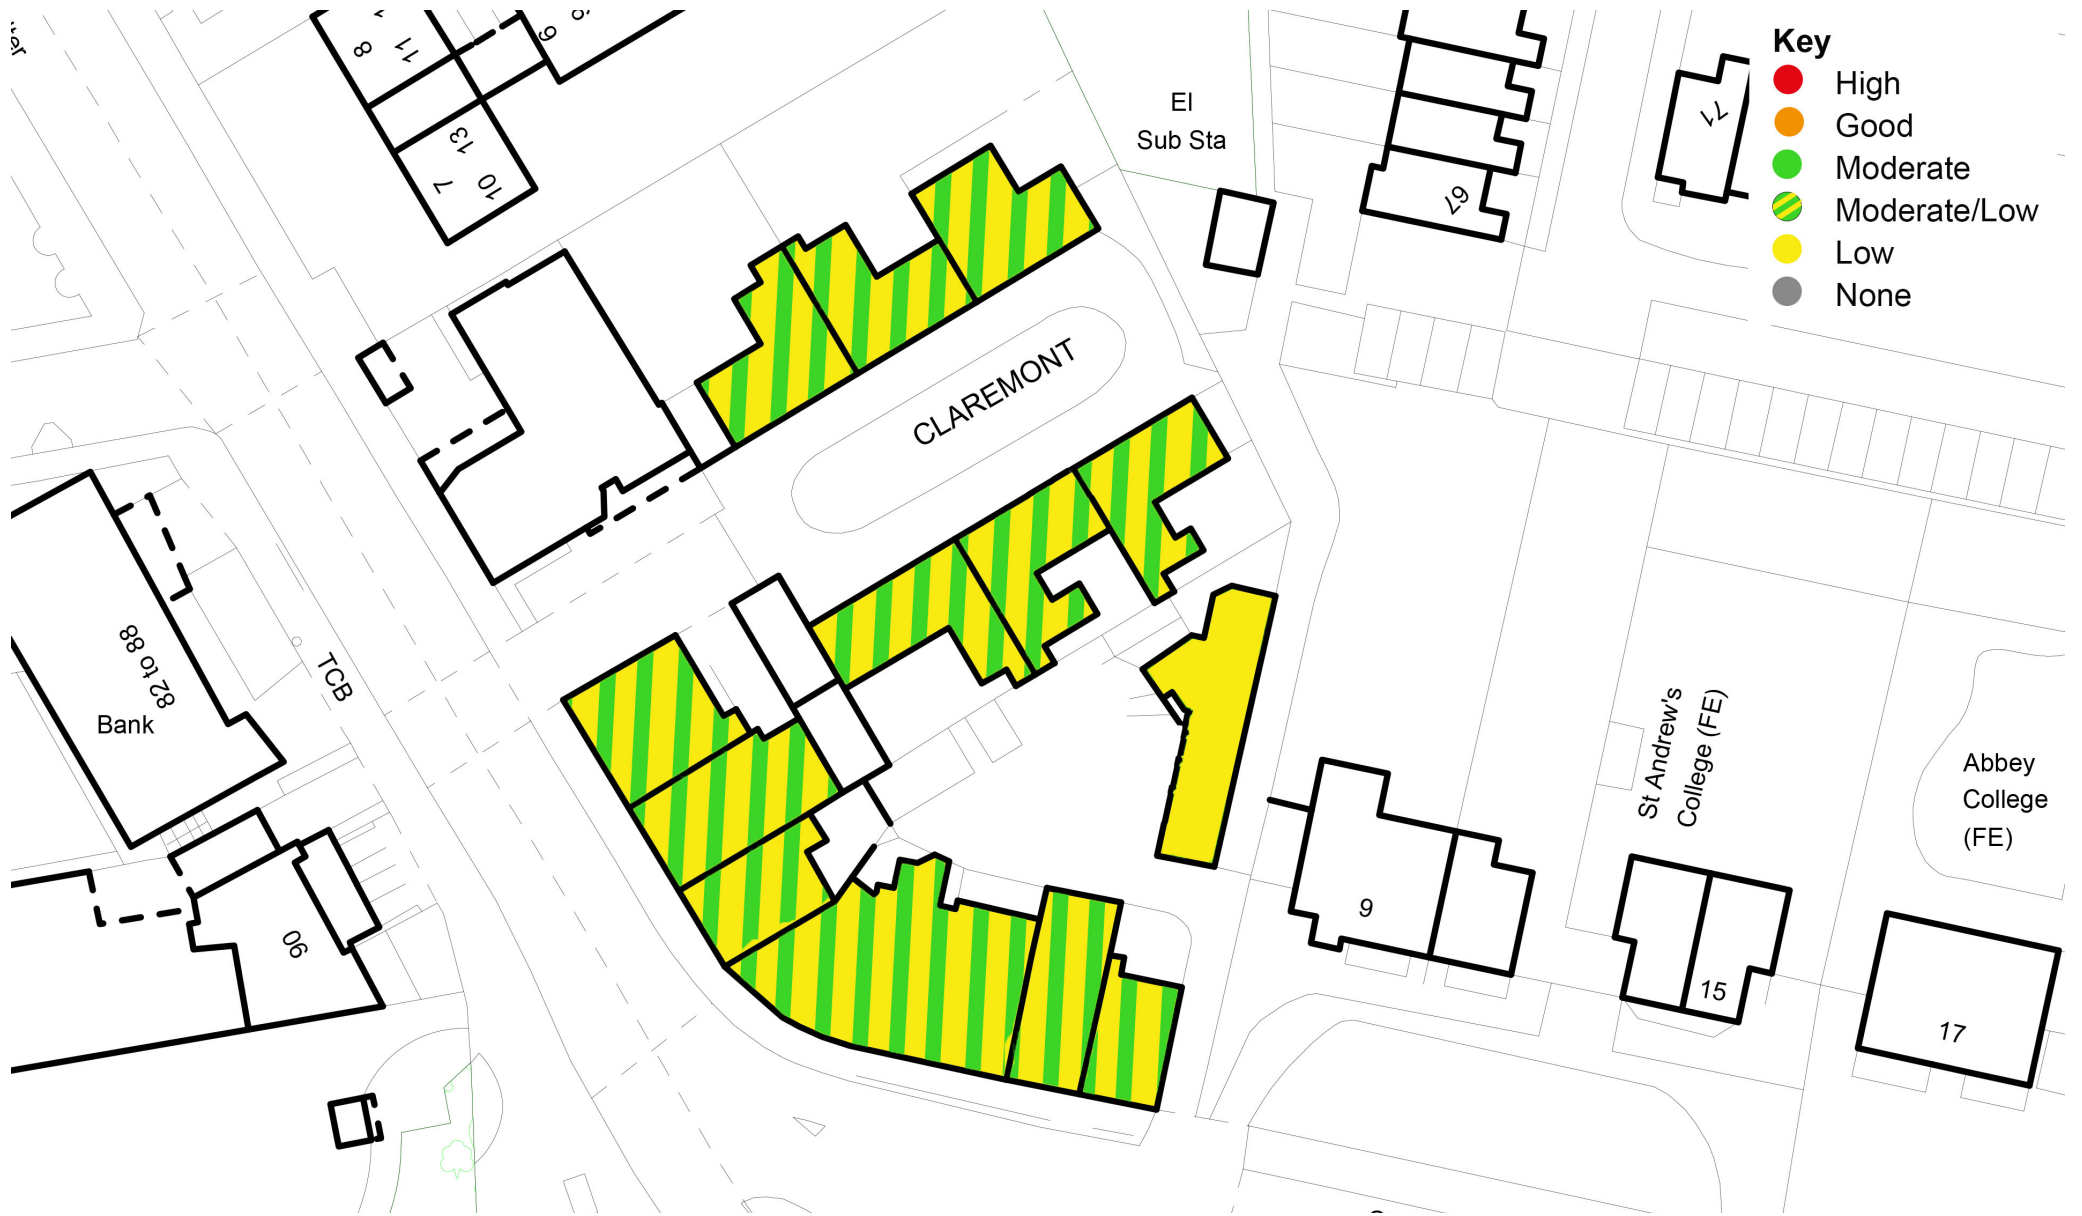 Key
High
Good
Moderate
Moderate/Low
Low
None
8
11
9
13
7
10
El
Sub Sta
67
71
CLAREMONT
TCB
82 to 88
Bank
90
St Andrew's
College (FE)
Abbey
College
(FE)
9
15
17